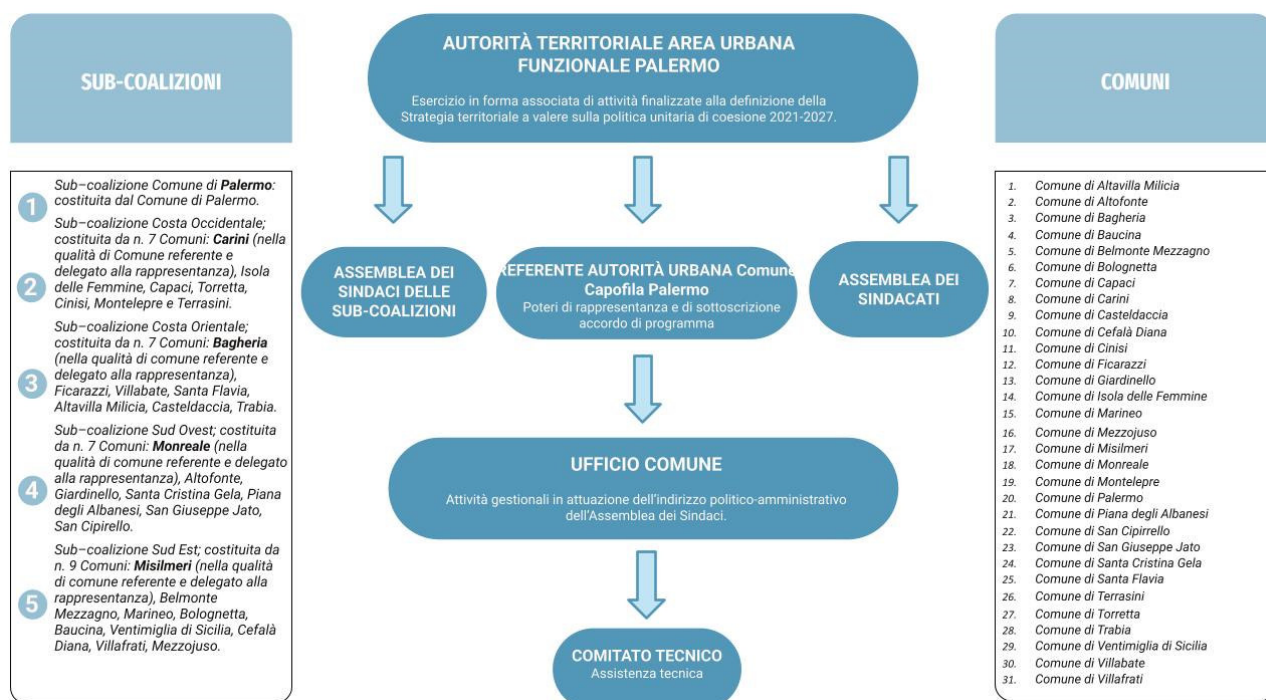 SUB-COALIZIONI
1
Sub–coalizione Comune di Palermo:
costituita dal Comune di Palermo.
2
Sub–coalizione Costa Occidentale;
costituita da n. 7 Comuni: Carini (nella
qualità di Comune referente e
delegato alla rappresentanza), Isola
delle Femmine, Capaci, Torretta,
Cinisi, Montelepre e Terrasini.
3
Sub–coalizione Costa Orientale;
costituita da n. 7 Comuni: Bagheria
(nella qualità di comune referente e
delegato alla rappresentanza),
Ficarazzi, Villabate, Santa Flavia,
Altavilla Milicia, Casteldaccia, Trabia.
4
Sub–coalizione Sud Ovest; costituita
da n. 7 Comuni: Monreale (nella
qualità di comune referente e delegato
alla rappresentanza), Altofonte,
Giardinello, Santa Cristina Gela, Piana
degli Albanesi, San Giuseppe Jato,
San Cipirello.
5
Sub–coalizione Sud Est; costituita da
n. 9 Comuni: Misilmeri (nella qualità
di comune referente e delegato alla
rappresentanza), Belmonte
Mezzagno, Marineo, Bolognetta,
Baucina, Ventimiglia di Sicilia, Cefalà
Diana, Villafrati, Mezzojuso.
AUTORITÀ TERRITORIALE AREA URBANA
FUNZIONALE PALERMO
Esercizio in forma associata di attività finalizzate alla definizione della
Strategia territoriale a valere sulla politica unitaria di coesione 2021-2027.
ASSEMBLEA DEI
SINDACI DELLE
SUB-COALIZIONI
REFERENTE AUTORITÀ URBANA Comune
Capofila Palermo
Poteri di rappresentanza e di sottoscrizione
accordo di programma
ASSEMBLEA DEI
SINDACATI
UFFICIO COMUNE
Attività gestionali in attuazione dell'indirizzo politico-amministrativo
dell'Assemblea dei Sindaci.
COMITATO TECNICO
Assistenza tecnica
COMUNI
1. Comune di Altavilla Milicia
2. Comune di Altofonte
3. Comune di Bagheria
4. Comune di Baucina
5. Comune di Belmonte Mezzagno
6. Comune di Bolognetta
7. Comune di Capaci
8. Comune di Carini
9. Comune di Casteldaccia
10. Comune di Cefalà Diana
11. Comune di Cinisi
12. Comune di Ficarazzi
13. Comune di Giardinello
14. Comune di Isola delle Femmine
15. Comune di Marineo
16. Comune di Mezzojuso
17. Comune di Misilmeri
18. Comune di Monreale
19. Comune di Montelepre
20. Comune di Palermo
21. Comune di Piana degli Albanesi
22. Comune di San Cipirrello
23. Comune di San Giuseppe Jato
24. Comune di Santa Cristina Gela
25. Comune di Santa Flavia
26. Comune di Terrasini
27. Comune di Torretta
28. Comune di Trabia
29. Comune di Ventimiglia di Sicilia
30. Comune di Villabate
31. Comune di Villafrati